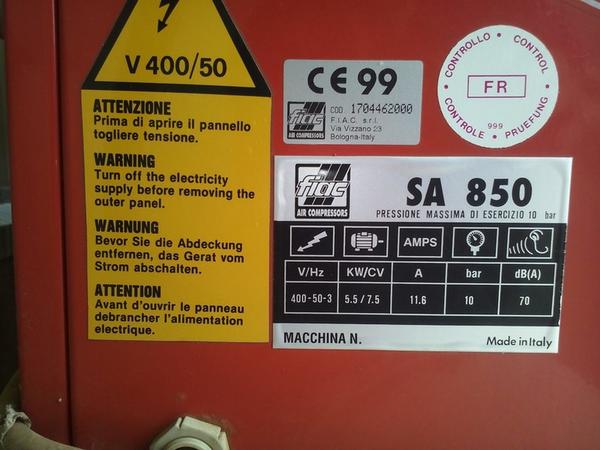 V 400/50
ATTENZIONE
Prima di aprire il pannello
togliere tensione.
WARNING
Turn off the electricity
supply before removing the
outer panel.
WARNUNG
Bevor Sie die Abdeckung
entfernen, das Gerat vom
Strom abschalten.
ATTENTION
Avant d'ouvrir le panneau
debrancher l'alimentation
electrique.
CE 99
fiac
AIR COMPRESSORS
COD. 1704462000
F.I.A.C. s.r.l.
Via Vizzano 23
Bologna-Italy
CONTROLLO • CONTROL
FR
999
CONTROLE • PRUEFUNG
fiac
AIR COMPRESSORS
SA 850
PRESSIONE MASSIMA DI ESERCIZIO 10 bar
AMPS
V/Hz KW/CV A bar dB(A)
400-50-3 5.5/7.5 11.6 10 70
MACCHINA N. Made in Italy